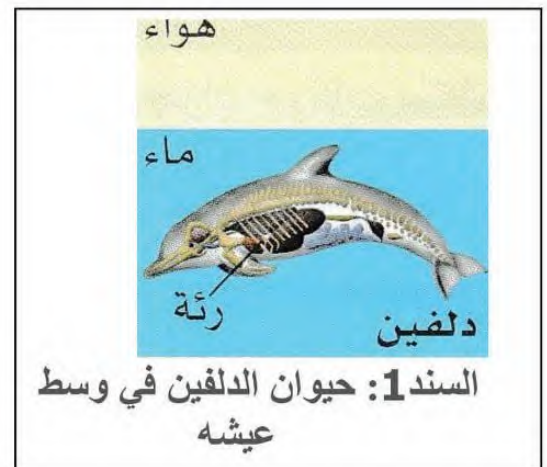 هواء
ماء
رئة
دلفين
السند1: حيوان الدلفين في وسط
عيشه